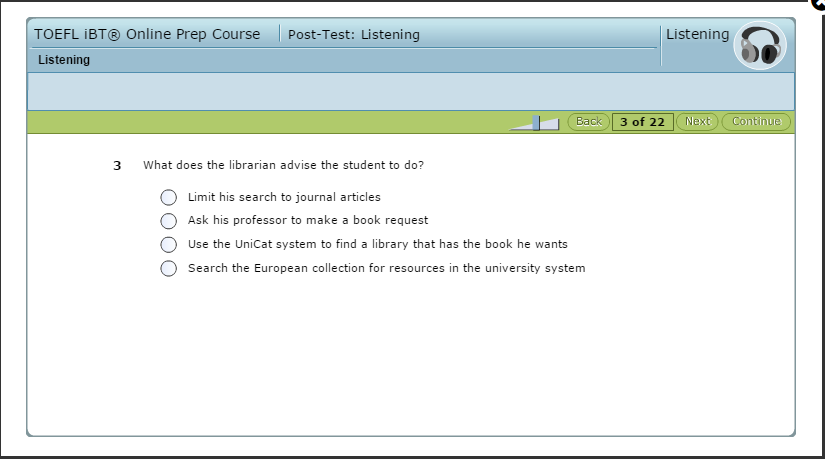 TOEFL iBT® Online Prep Course Post-Test: Listening Listening
Listening
Back 3 of 22 Next Continue
3 What does the librarian advise the student to do?
Limit his search to journal articles
Ask his professor to make a book request
Use the UniCat system to find a library that has the book he wants
Search the European collection for resources in the university system